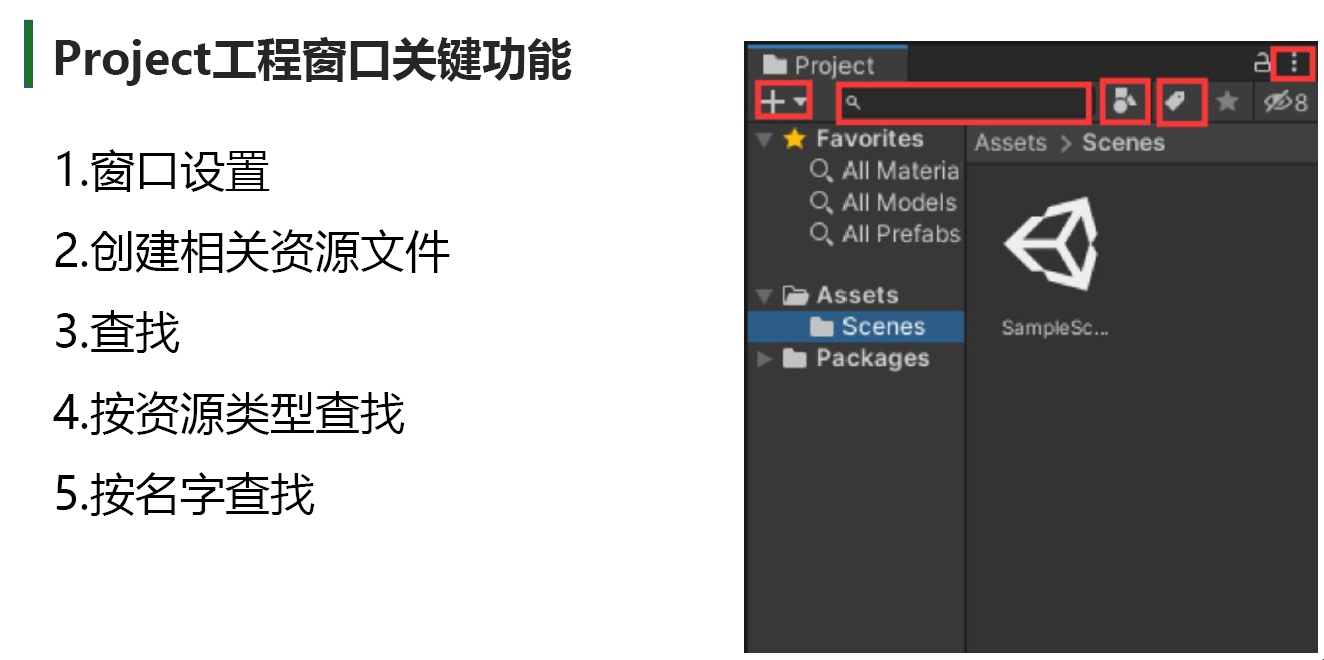 Project工程窗口关键功能
1.窗口设置
2.创建相关资源文件
3.查找
4.按资源类型查找
5.按名字查找
Project
8
Favorites
All Materia
All Models
All Prefabs
Assets
Scenes
Packages
Assets > Scenes
SampleSc...